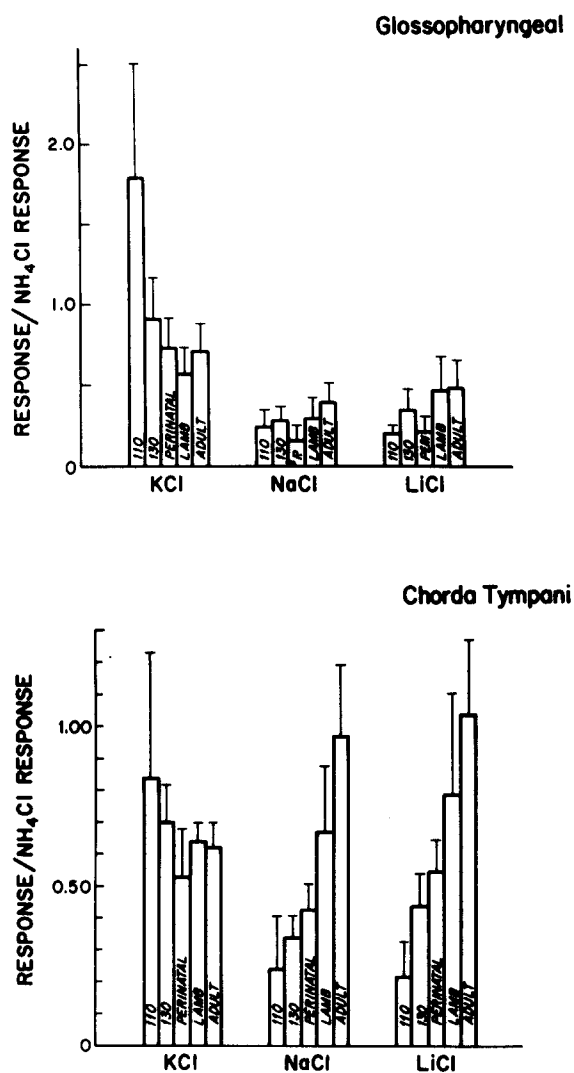 Glossopharyngeal
RESPONSE/NH₄Cl RESPONSE
2.0
1.0
0
110 130 PERINATAL LAMB ADULT
110 130 P. LAMB ADULT
110 130 PERI LAMB ADULT
KCl NaCl LiCl
Chorda Tympani
RESPONSE/NH₄Cl RESPONSE
1.00
0.50
0
110 130 PERINATAL LAMB ADULT
110 130 PERINATAL LAMB ADULT
110 130 PERINATAL LAMB ADULT
KCl NaCl LiCl